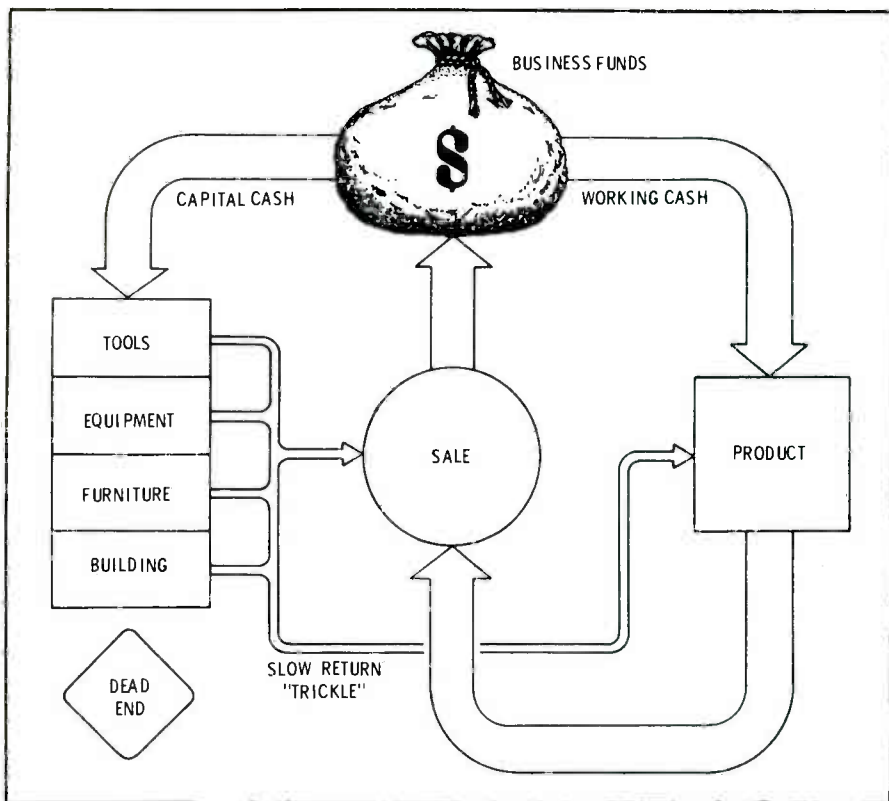 BUSINESS FUNDS
$
CAPITAL CASH
WORKING CASH
TOOLS
EQUIPMENT
FURNITURE
BUILDING
SALE
PRODUCT
SLOW RETURN
"TRICKLE"
DEAD
END